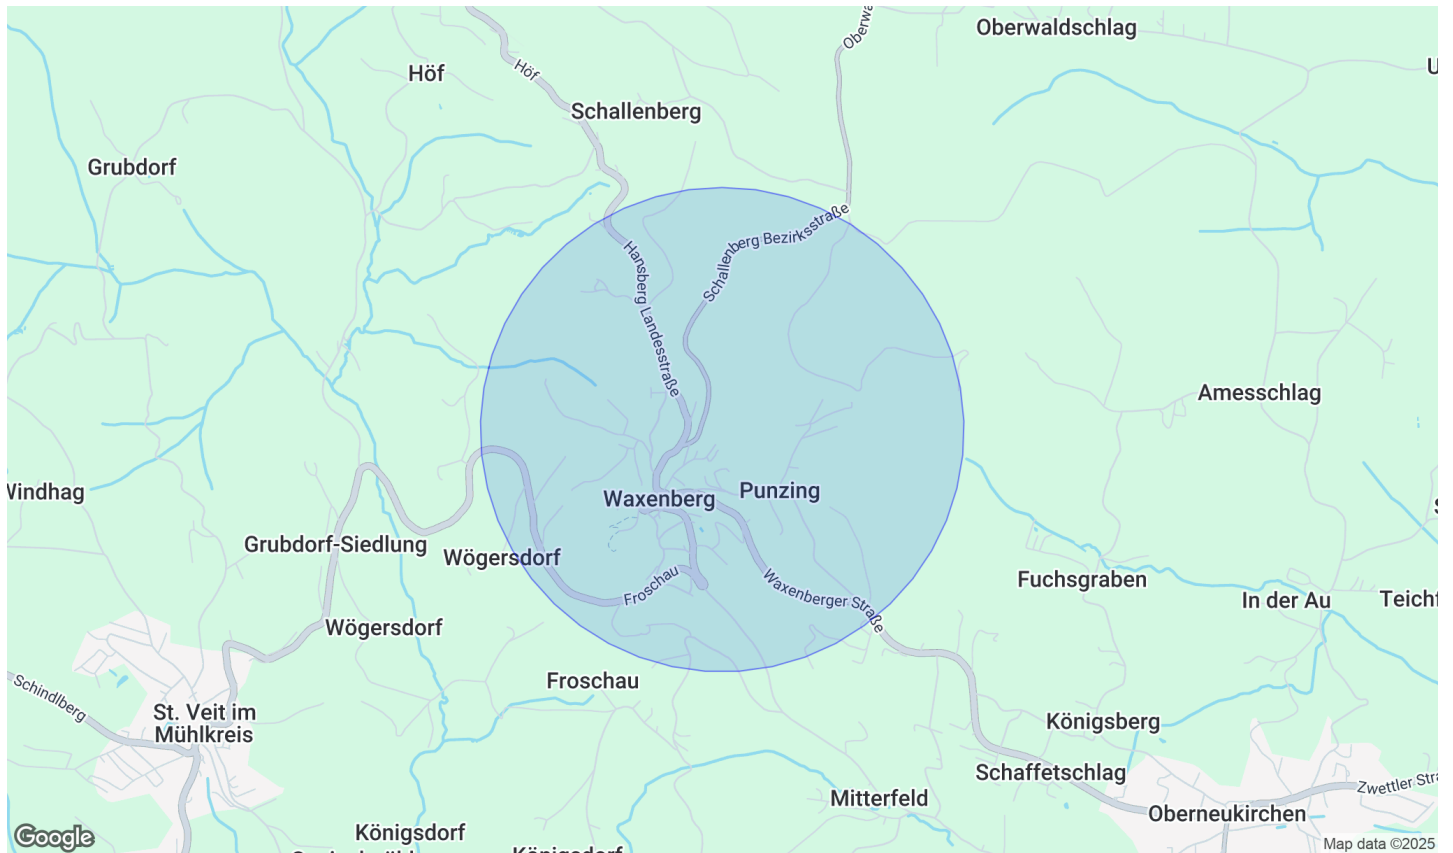 Oberwaldschlag
Höf
Höf
Schallenberg
Grubdorf
Schallenberg Bezirksstraße
Hansberg Landesstraße
Amesschlag
Windhag
Waxenberg
Punzing
Grubdorf-Siedlung
Wögersdorf
Froschau
Waxenberger Straße
Fuchsgraben
In der Au
Wögersdorf
Froschau
Schindlberg
St. Veit im
Mühlkreis
Königsberg
Schaffetschlag
Mitterfeld
Oberneukirchen
Königsdorf
Königsdorf
Google
Map data ©2025